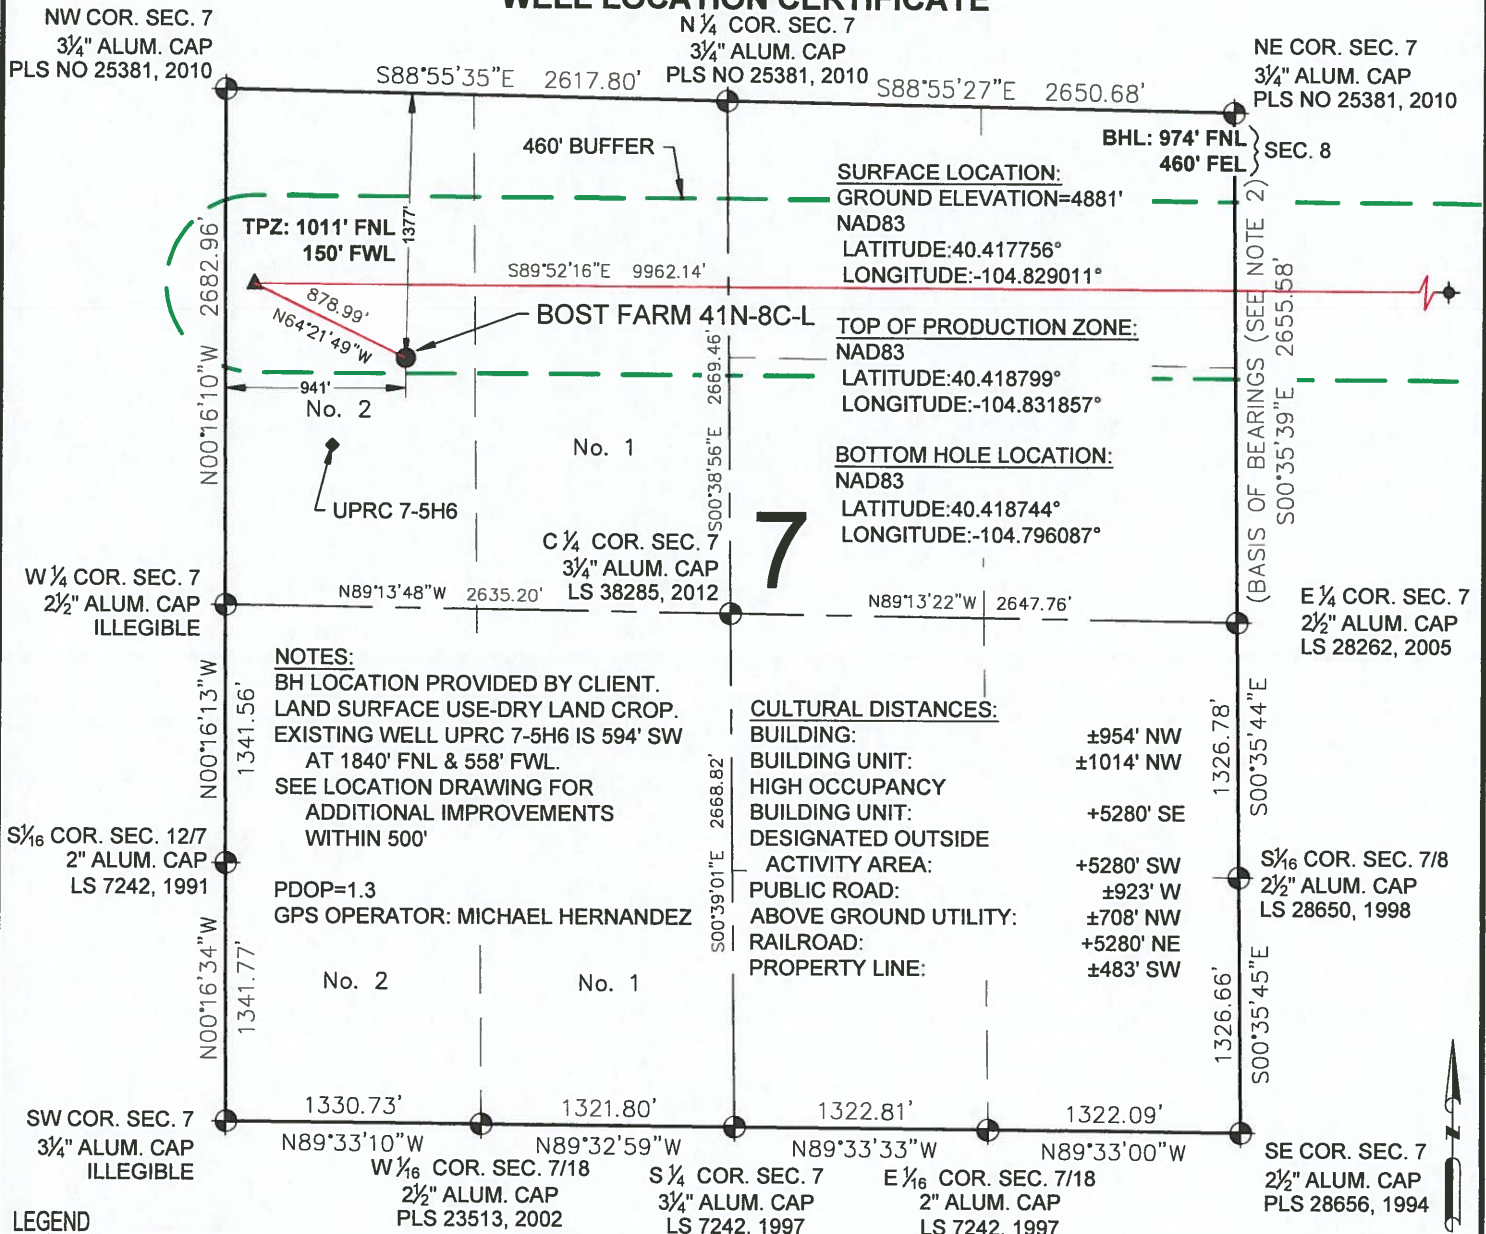 WELL LOCATION CERTIFICATE
NW COR. SEC. 7
3¼" ALUM. CAP
PLS NO 25381, 2010
N ¼ COR. SEC. 7
3¼" ALUM. CAP
PLS NO 25381, 2010
NE COR. SEC. 7
3¼" ALUM. CAP
PLS NO 25381, 2010
S88°55'35"E 2617.80'
S88°55'27"E 2650.68'
460' BUFFER
BHL: 974' FNL
460' FEL
SEC. 8
SURFACE LOCATION:
GROUND ELEVATION=4881'
NAD83
LATITUDE:40.417756°
LONGITUDE:-104.829011°
TPZ: 1011' FNL
150' FWL
1377'
S89°52'16"E 9962.14'
878.99'
N64°21'49"W
BOST FARM 41N-8C-L
TOP OF PRODUCTION ZONE:
NAD83
LATITUDE:40.418799°
LONGITUDE:-104.831857°
941'
No. 2
No. 1
UPRC 7-5H6
BOTTOM HOLE LOCATION:
NAD83
LATITUDE:40.418744°
LONGITUDE:-104.796087°
N00°16'10"W 2682.96'
S00°38'56"E 2669.46'
(BASIS OF BEARINGS (SEE NOTE 2)
S00°35'39"E 2655.58'
7
C ¼ COR. SEC. 7
3¼" ALUM. CAP
LS 38285, 2012
W ¼ COR. SEC. 7
2½" ALUM. CAP
ILLEGIBLE
N89°13'48"W 2635.20'
N89°13'22"W 2647.76'
E ¼ COR. SEC. 7
2½" ALUM. CAP
LS 28262, 2005
NOTES:
BH LOCATION PROVIDED BY CLIENT.
LAND SURFACE USE-DRY LAND CROP.
EXISTING WELL UPRC 7-5H6 IS 594' SW
AT 1840' FNL & 558' FWL.
SEE LOCATION DRAWING FOR
ADDITIONAL IMPROVEMENTS
WITHIN 500'
PDOP=1.3
GPS OPERATOR: MICHAEL HERNANDEZ
CULTURAL DISTANCES:
BUILDING: ±954' NW
BUILDING UNIT: ±1014' NW
HIGH OCCUPANCY
BUILDING UNIT: +5280' SE
DESIGNATED OUTSIDE
ACTIVITY AREA: +5280' SW
PUBLIC ROAD: ±923' W
ABOVE GROUND UTILITY: ±708' NW
RAILROAD: +5280' NE
PROPERTY LINE: ±483' SW
N00°16'13"W
1341.56'
S00°39'01"E 2668.82'
1326.78'
S00°35'44"E
S1⁄16 COR. SEC. 12/7
2" ALUM. CAP
LS 7242, 1991
S1⁄16 COR. SEC. 7/8
2½" ALUM. CAP
LS 28650, 1998
N00°16'34"W
1341.77'
No. 2
No. 1
1326.66'
S00°35'45"E
1330.73'
1321.80'
1322.81'
1322.09'
N89°33'10"W
N89°32'59"W
N89°33'33"W
N89°33'00"W
SW COR. SEC. 7
3¼" ALUM. CAP
ILLEGIBLE
W 1⁄16 COR. SEC. 7/18
2½" ALUM. CAP
PLS 23513, 2002
S ¼ COR. SEC. 7
3¼" ALUM. CAP
LS 7242, 1997
E 1⁄16 COR. SEC. 7/18
2" ALUM. CAP
LS 7242, 1997
SE COR. SEC. 7
2½" ALUM. CAP
PLS 28656, 1994
LEGEND